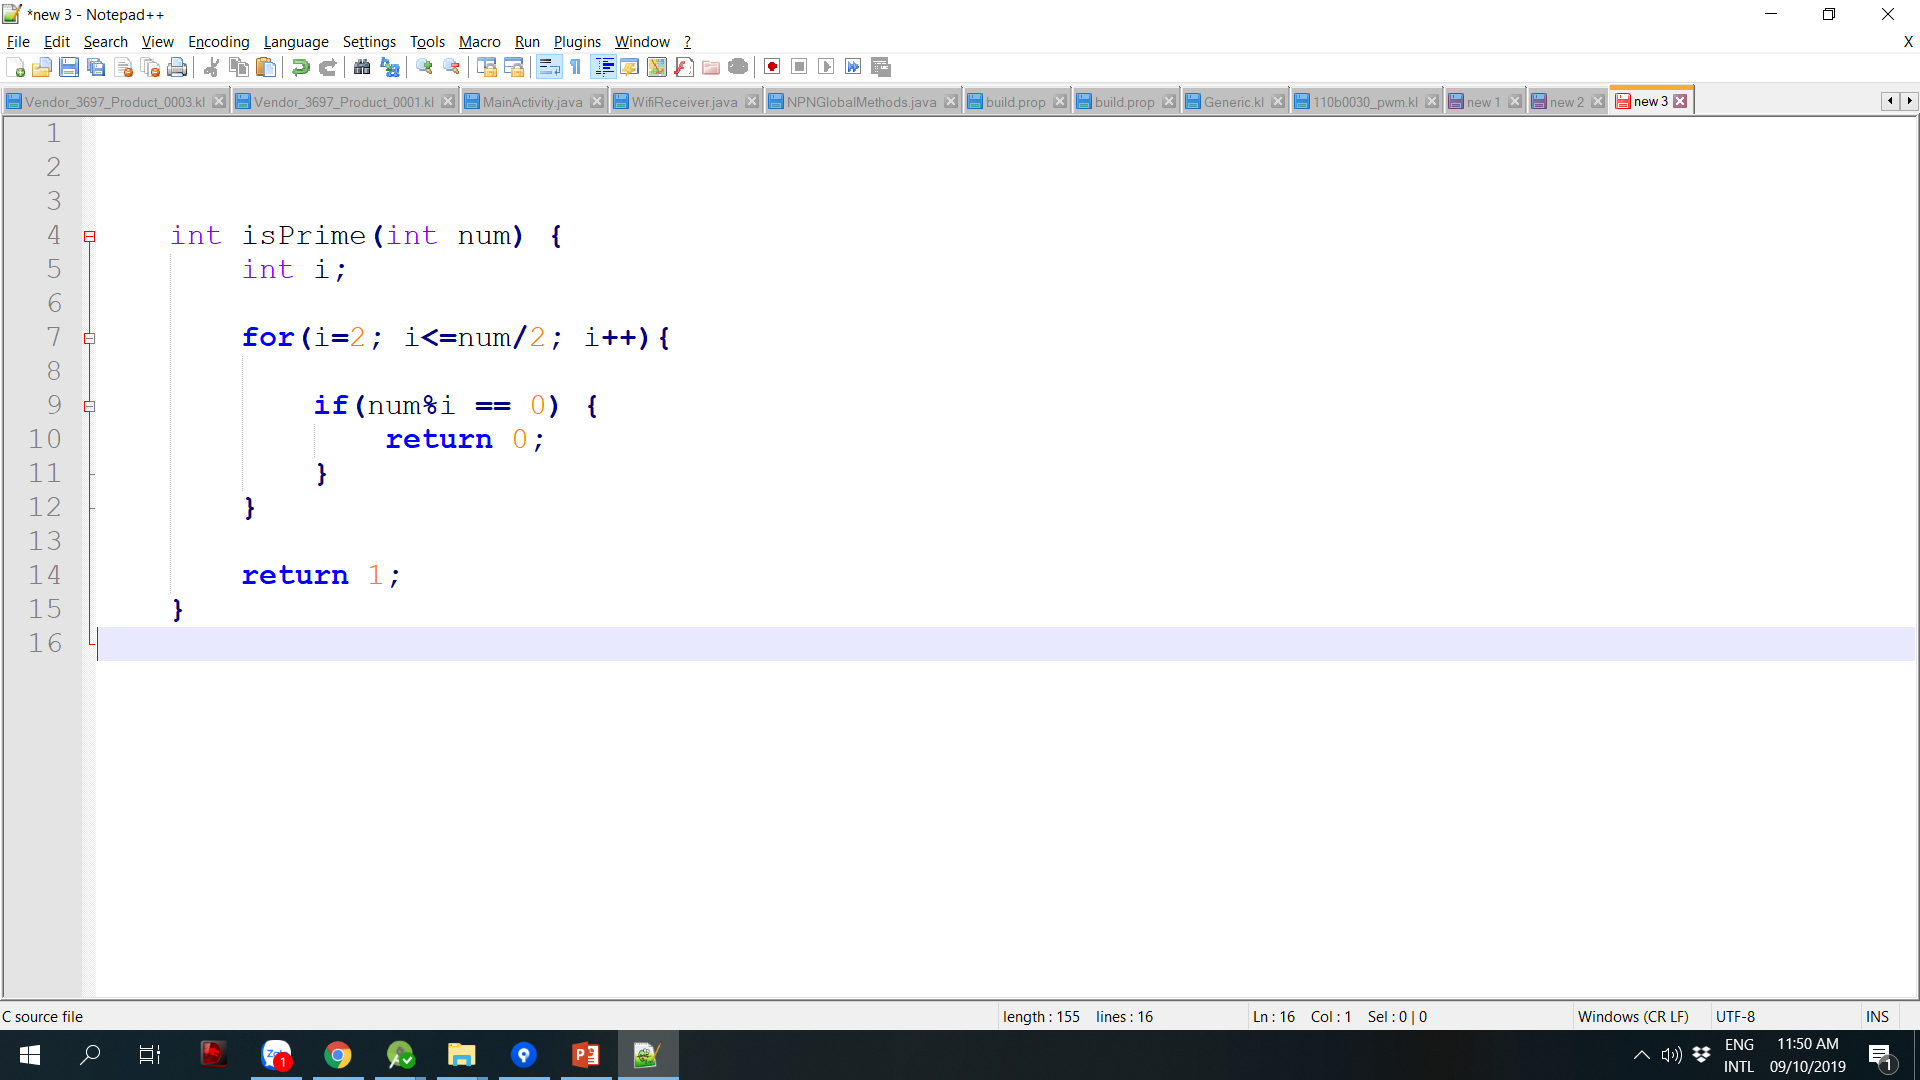 *new 3 - Notepad++
File Edit Search View Encoding Language Settings Tools Macro Run Plugins Window ? X
Vendor_3697_Product_0003.kl Vendor_3697_Product_0001.kl MainActivity.java WifiReceiver.java NPNGlobalMethods.java build.prop build.prop Generic.kl 110b0030_pwm.kl new 1 new 2 new 3
1
2
3
4 int isPrime(int num) {
5 int i;
6
7 for(i=2; i<=num/2; i++){
8
9 if(num%i == 0) {
10 return 0;
11 }
12 }
13
14 return 1;
15 }
16
C source file length : 155 lines : 16 Ln : 16 Col : 1 Sel : 0 | 0 Windows (CR LF) UTF-8 INS
ENG 11:50 AM
INTL 09/10/2019
1
1